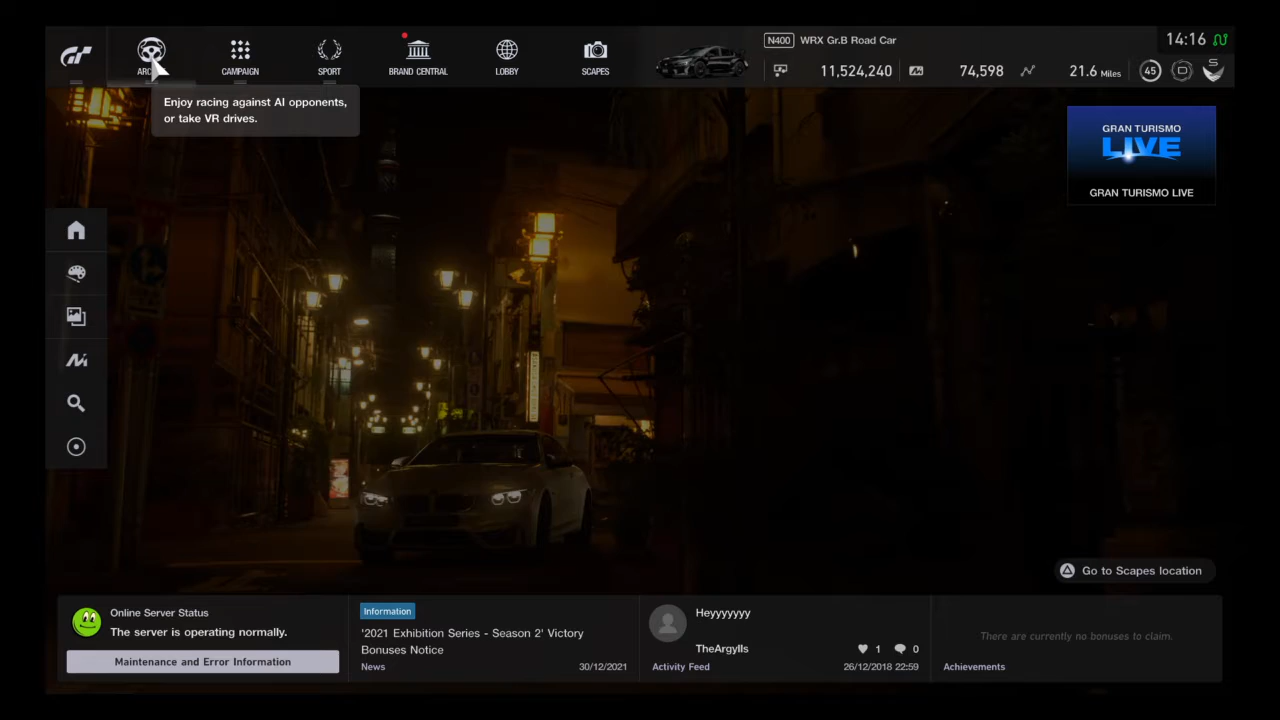 N400 WRX Gr.B Road Car
14:16
ARC
CAMPAIGN
SPORT
BRAND CENTRAL
LOBBY
SCAPES
11,524,240
74,598
21.6 Miles
45
D
S
Enjoy racing against AI opponents,
or take VR drives.
GRAN TURISMO
LIVE
GRAN TURISMO LIVE
Go to Scapes location
Online Server Status
The server is operating normally.
Maintenance and Error Information
Information
'2021 Exhibition Series - Season 2' Victory
Bonuses Notice
News 30/12/2021
Heyyyyyyy
TheArgylls 1 0
Activity Feed 26/12/2018 22:59
There are currently no bonuses to claim.
Achievements